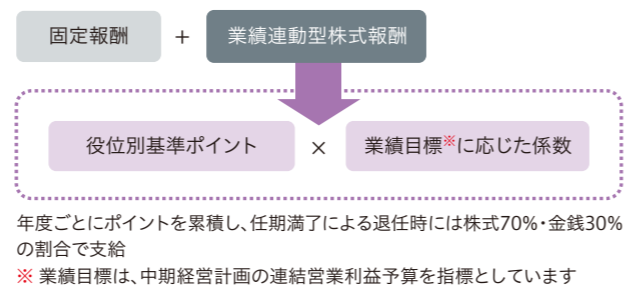 固定報酬 + 業績連動型株式報酬
役位別基準ポイント × 業績目標※に応じた係数
年度ごとにポイントを累積し、任期満了による退任時には株式70%・金銭30%
の割合で支給
※ 業績目標は、中期経営計画の連結営業利益予算を指標としています